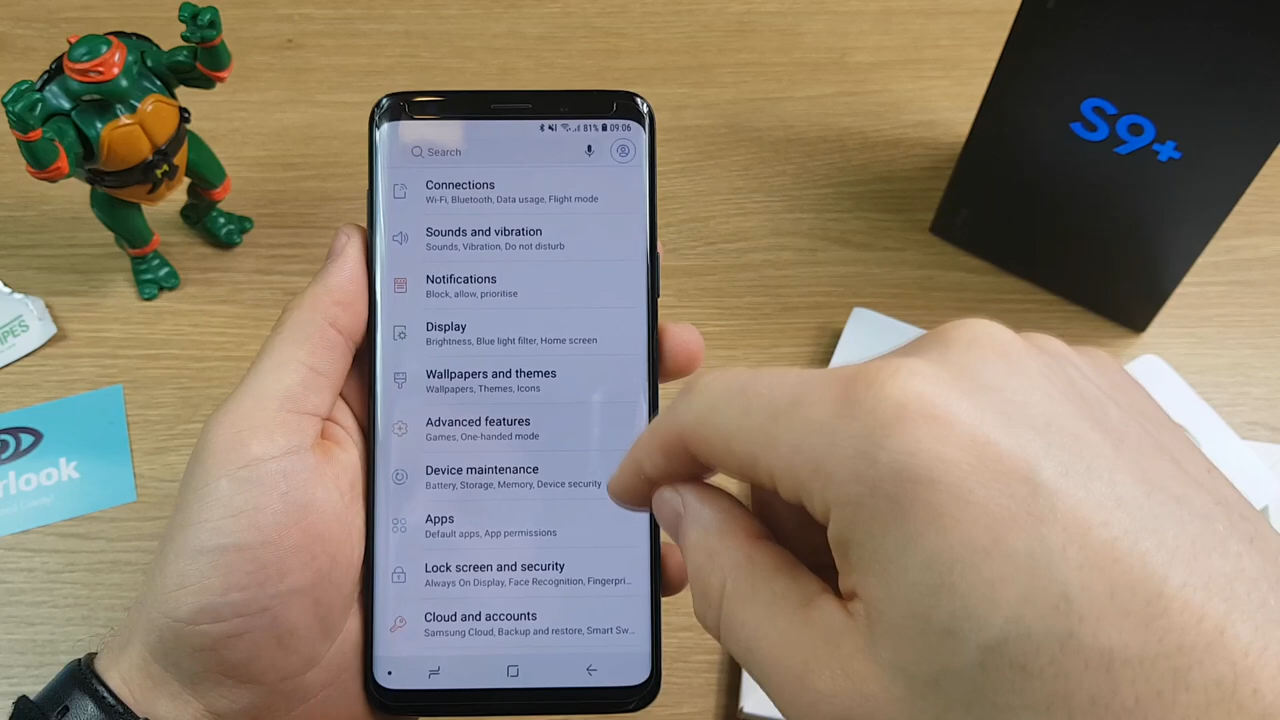 S9+
81% 09:06
Search
Connections
Wi-Fi, Bluetooth, Data usage, Flight mode
Sounds and vibration
Sounds, Vibration, Do not disturb
Notifications
Block, allow, prioritise
Display
Brightness, Blue light filter, Home screen
Wallpapers and themes
Wallpapers, Themes, Icons
Advanced features
Games, One-handed mode
Device maintenance
Battery, Storage, Memory, Device security
Apps
Default apps, App permissions
Lock screen and security
Always On Display, Face Recognition, Fingerpri...
Cloud and accounts
Samsung Cloud, Backup and restore, Smart Sw...
IPES
rlook
M